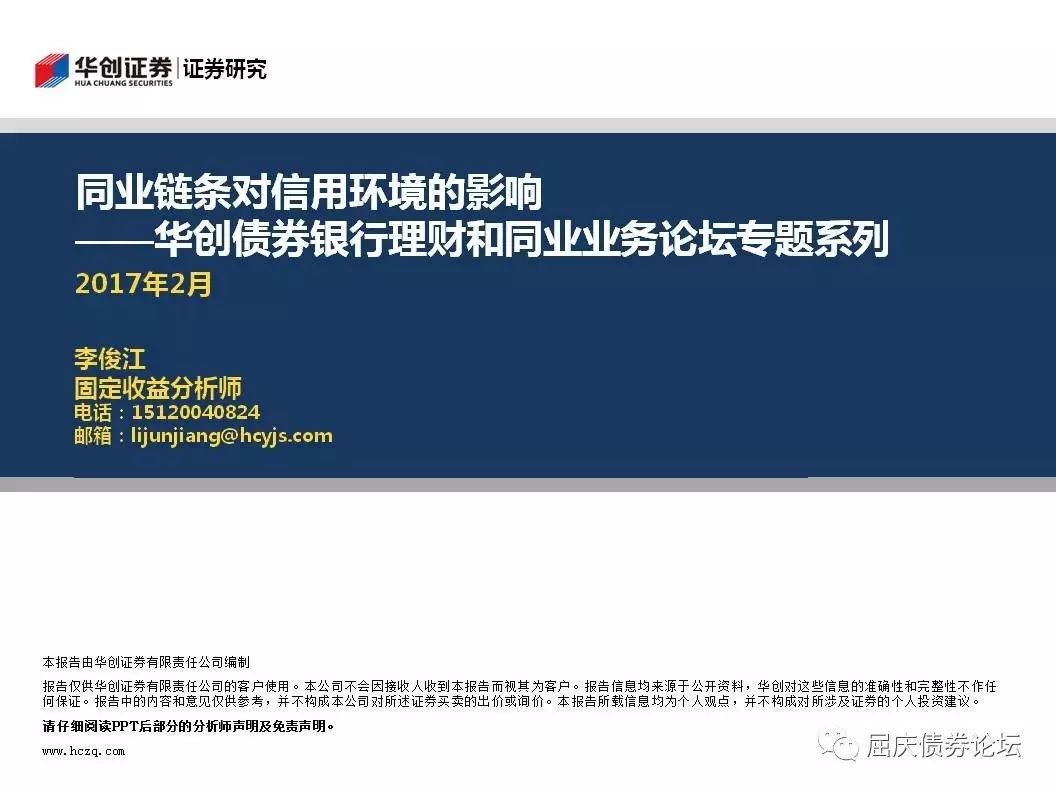 华创证券|证券研究
HUA CHUANG SECURITIES
同业链条对信用环境的影响
——华创债券银行理财和同业业务论坛专题系列
2017年2月
李俊江
固定收益分析师
电话：15120040824
邮箱：lijunjiang@hcyjs.com
本报告由华创证券有限责任公司编制
报告仅供华创证券有限责任公司的客户使用。本公司不会因接收人收到本报告而视其为客户。报告信息均来源于公开资料，华创对这些信息的准确性和完整性不作任
何保证。报告中的内容和意见仅供参考，并不构成本公司对所述证券买卖的出价或询价。本报告所载信息均为个人观点，并不构成对所涉及证券的个人投资建议。
请仔细阅读PPT后部分的分析师声明及免责声明。
www.hczq.com
屈庆债券论坛